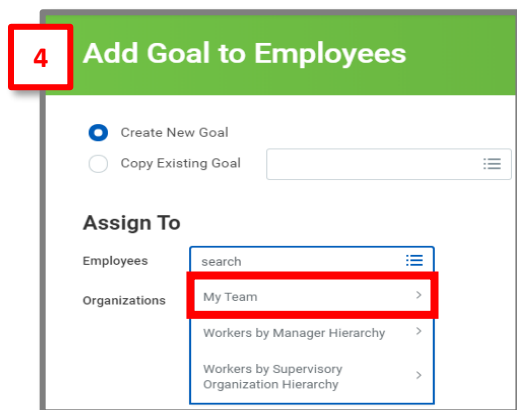 4
Add Goal to Employees
Create New Goal
Copy Existing Goal
Assign To
Employees
search
Organizations
My Team
Workers by Manager Hierarchy
Workers by Supervisory
Organization Hierarchy